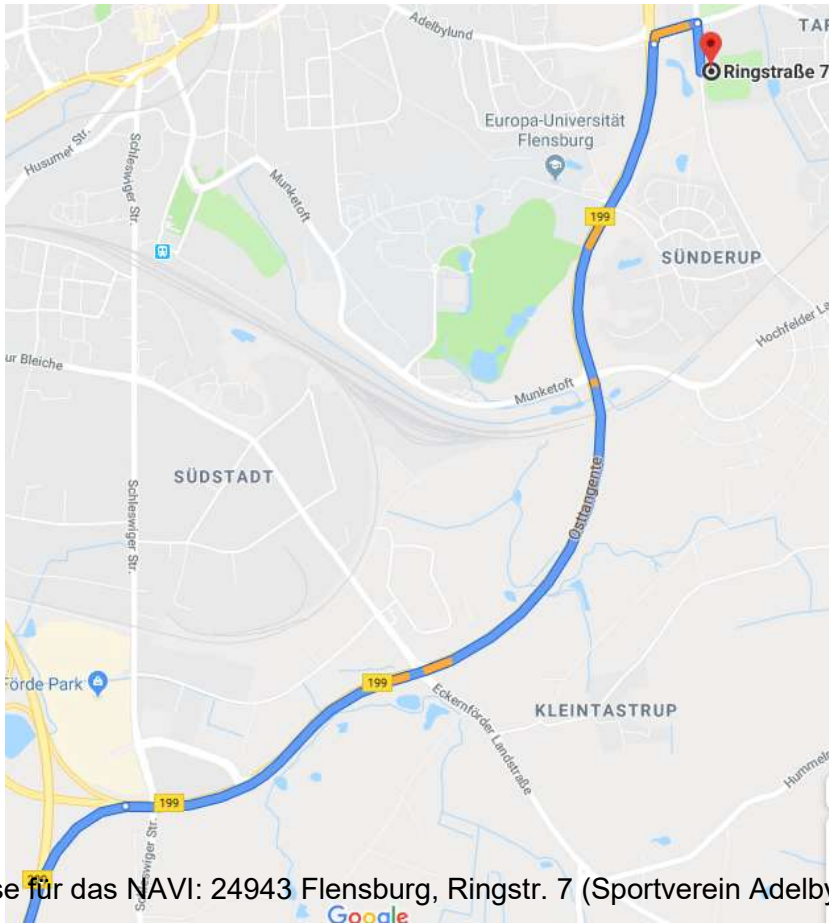 Adelbylund
TAR
Ringstraße 7
Europa-Universität
Flensburg
Husumer Str.
Schleswiger Str.
Munketoft
199
SÜNDERUP
Hochfelder La
ur Bleiche
Munketoft
SÜDSTADT
Osttangente
Schleswiger Str.
Förde Park
199
Eckernförder Landstraße
KLEINTASTRUP
199
Hummel
Schleswiger Str.
se für das NAVI: 24943 Flensburg, Ringstr. 7 (Sportverein Adelby
Google